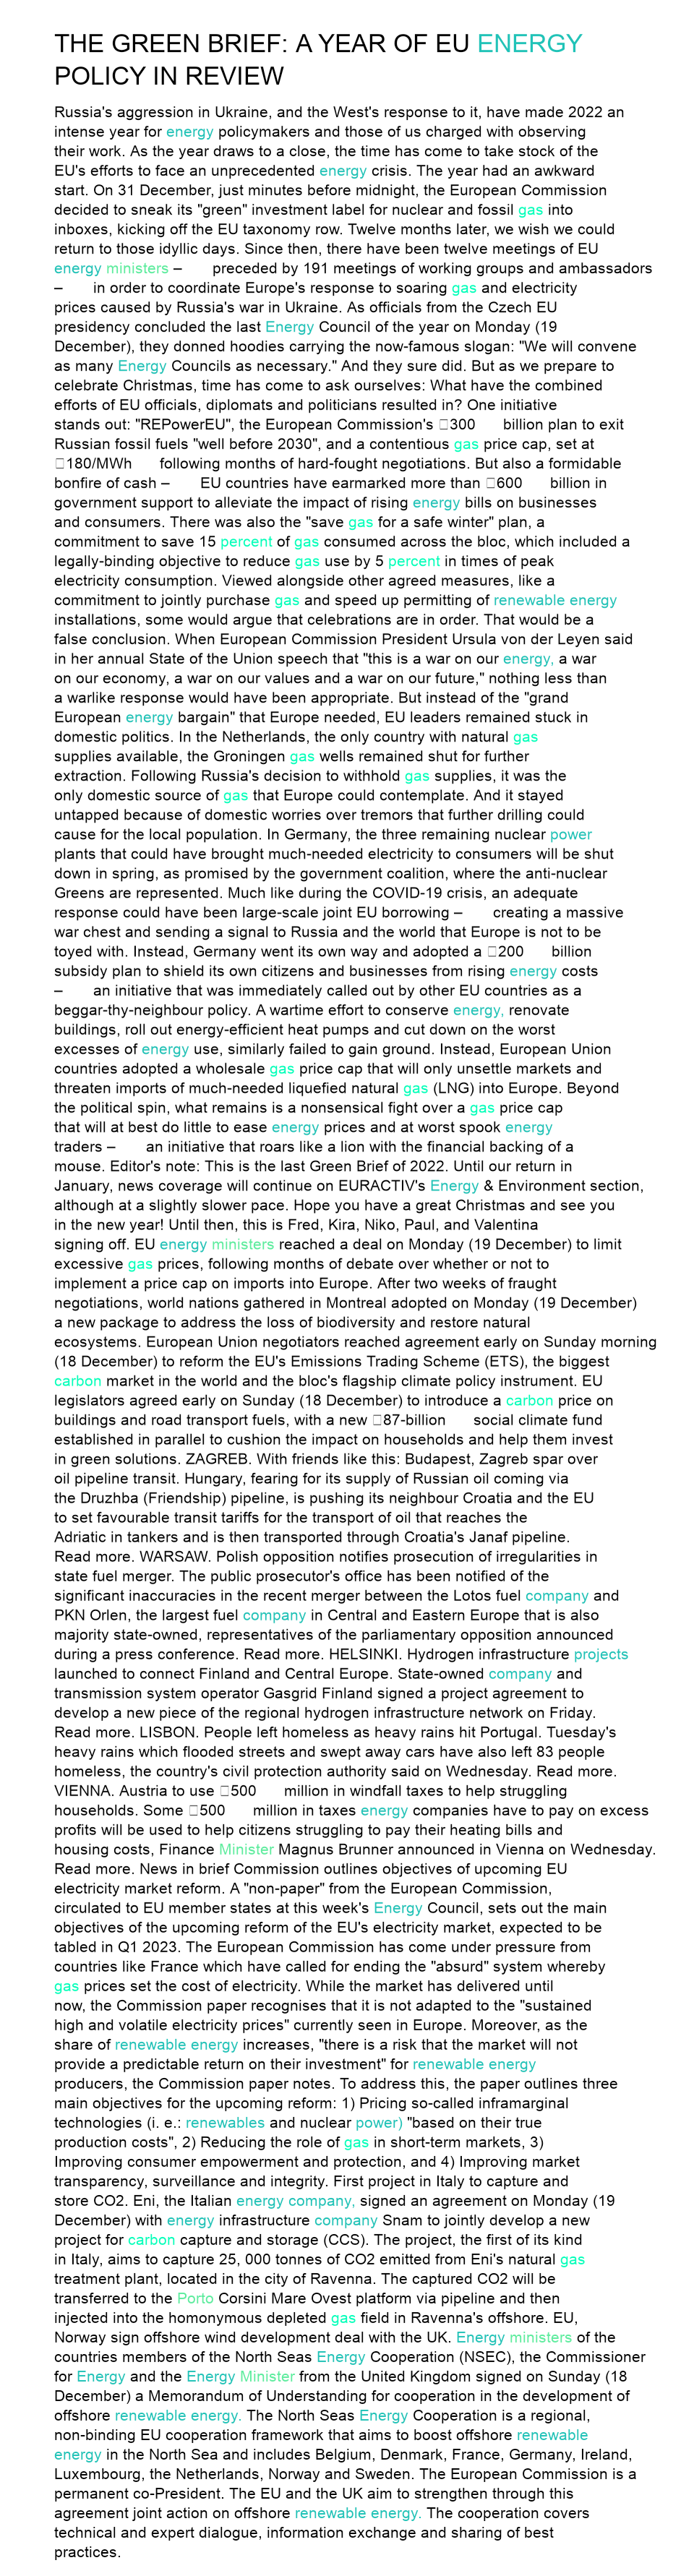 THE GREEN BRIEF: A YEAR OF EU ENERGY
POLICY IN REVIEW
Russia's aggression in Ukraine, and the West's response to it, have made 2022 an
intense year for energy policymakers and those of us charged with observing
their work. As the year draws to a close, the time has come to take stock of the
EU's efforts to face an unprecedented energy crisis. The year had an awkward
start. On 31 December, just minutes before midnight, the European Commission
decided to sneak its "green" investment label for nuclear and fossil gas into
inboxes, kicking off the EU taxonomy row. Twelve months later, we wish we could
return to those idyllic days. Since then, there have been twelve meetings of EU
energy ministers – preceded by 191 meetings of working groups and ambassadors
– in order to coordinate Europe's response to soaring gas and electricity
prices caused by Russia's war in Ukraine. As officials from the Czech EU
presidency concluded the last Energy Council of the year on Monday (19
December), they donned hoodies carrying the now-famous slogan: "We will convene
as many Energy Councils as necessary." And they sure did. But as we prepare to
celebrate Christmas, time has come to ask ourselves: What have the combined
efforts of EU officials, diplomats and politicians resulted in? One initiative
stands out: "REPowerEU", the European Commission's □300 billion plan to exit
Russian fossil fuels "well before 2030", and a contentious gas price cap, set at
□180/MWh following months of hard-fought negotiations. But also a formidable
bonfire of cash – EU countries have earmarked more than □600 billion in
government support to alleviate the impact of rising energy bills on businesses
and consumers. There was also the "save gas for a safe winter" plan, a
commitment to save 15 percent of gas consumed across the bloc, which included a
legally-binding objective to reduce gas use by 5 percent in times of peak
electricity consumption. Viewed alongside other agreed measures, like a
commitment to jointly purchase gas and speed up permitting of renewable energy
installations, some would argue that celebrations are in order. That would be a
false conclusion. When European Commission President Ursula von der Leyen said
in her annual State of the Union speech that "this is a war on our energy, a war
on our economy, a war on our values and a war on our future," nothing less than
a warlike response would have been appropriate. But instead of the "grand
European energy bargain" that Europe needed, EU leaders remained stuck in
domestic politics. In the Netherlands, the only country with natural gas
supplies available, the Groningen gas wells remained shut for further
extraction. Following Russia's decision to withhold gas supplies, it was the
only domestic source of gas that Europe could contemplate. And it stayed
untapped because of domestic worries over tremors that further drilling could
cause for the local population. In Germany, the three remaining nuclear power
plants that could have brought much-needed electricity to consumers will be shut
down in spring, as promised by the government coalition, where the anti-nuclear
Greens are represented. Much like during the COVID-19 crisis, an adequate
response could have been large-scale joint EU borrowing – creating a massive
war chest and sending a signal to Russia and the world that Europe is not to be
toyed with. Instead, Germany went its own way and adopted a □200 billion
subsidy plan to shield its own citizens and businesses from rising energy costs
– an initiative that was immediately called out by other EU countries as a
beggar-thy-neighbour policy. A wartime effort to conserve energy, renovate
buildings, roll out energy-efficient heat pumps and cut down on the worst
excesses of energy use, similarly failed to gain ground. Instead, European Union
countries adopted a wholesale gas price cap that will only unsettle markets and
threaten imports of much-needed liquefied natural gas (LNG) into Europe. Beyond
the political spin, what remains is a nonsensical fight over a gas price cap
that will at best do little to ease energy prices and at worst spook energy
traders – an initiative that roars like a lion with the financial backing of a
mouse. Editor's note: This is the last Green Brief of 2022. Until our return in
January, news coverage will continue on EURACTIV's Energy & Environment section,
although at a slightly slower pace. Hope you have a great Christmas and see you
in the new year! Until then, this is Fred, Kira, Niko, Paul, and Valentina
signing off. EU energy ministers reached a deal on Monday (19 December) to limit
excessive gas prices, following months of debate over whether or not to
implement a price cap on imports into Europe. After two weeks of fraught
negotiations, world nations gathered in Montreal adopted on Monday (19 December)
a new package to address the loss of biodiversity and restore natural
ecosystems. European Union negotiators reached agreement early on Sunday morning
(18 December) to reform the EU's Emissions Trading Scheme (ETS), the biggest
carbon market in the world and the bloc's flagship climate policy instrument. EU
legislators agreed early on Sunday (18 December) to introduce a carbon price on
buildings and road transport fuels, with a new □87-billion social climate fund
established in parallel to cushion the impact on households and help them invest
in green solutions. ZAGREB. With friends like this: Budapest, Zagreb spar over
oil pipeline transit. Hungary, fearing for its supply of Russian oil coming via
the Druzhba (Friendship) pipeline, is pushing its neighbour Croatia and the EU
to set favourable transit tariffs for the transport of oil that reaches the
Adriatic in tankers and is then transported through Croatia's Janaf pipeline.
Read more. WARSAW. Polish opposition notifies prosecution of irregularities in
state fuel merger. The public prosecutor's office has been notified of the
significant inaccuracies in the recent merger between the Lotos fuel company and
PKN Orlen, the largest fuel company in Central and Eastern Europe that is also
majority state-owned, representatives of the parliamentary opposition announced
during a press conference. Read more. HELSINKI. Hydrogen infrastructure projects
launched to connect Finland and Central Europe. State-owned company and
transmission system operator Gasgrid Finland signed a project agreement to
develop a new piece of the regional hydrogen infrastructure network on Friday.
Read more. LISBON. People left homeless as heavy rains hit Portugal. Tuesday's
heavy rains which flooded streets and swept away cars have also left 83 people
homeless, the country's civil protection authority said on Wednesday. Read more.
VIENNA. Austria to use □500 million in windfall taxes to help struggling
households. Some □500 million in taxes energy companies have to pay on excess
profits will be used to help citizens struggling to pay their heating bills and
housing costs, Finance Minister Magnus Brunner announced in Vienna on Wednesday.
Read more. News in brief Commission outlines objectives of upcoming EU
electricity market reform. A "non-paper" from the European Commission,
circulated to EU member states at this week's Energy Council, sets out the main
objectives of the upcoming reform of the EU's electricity market, expected to be
tabled in Q1 2023. The European Commission has come under pressure from
countries like France which have called for ending the "absurd" system whereby
gas prices set the cost of electricity. While the market has delivered until
now, the Commission paper recognises that it is not adapted to the "sustained
high and volatile electricity prices" currently seen in Europe. Moreover, as the
share of renewable energy increases, "there is a risk that the market will not
provide a predictable return on their investment" for renewable energy
producers, the Commission paper notes. To address this, the paper outlines three
main objectives for the upcoming reform: 1) Pricing so-called inframarginal
technologies (i. e.: renewables and nuclear power) "based on their true
production costs", 2) Reducing the role of gas in short-term markets, 3)
Improving consumer empowerment and protection, and 4) Improving market
transparency, surveillance and integrity. First project in Italy to capture and
store CO2. Eni, the Italian energy company, signed an agreement on Monday (19
December) with energy infrastructure company Snam to jointly develop a new
project for carbon capture and storage (CCS). The project, the first of its kind
in Italy, aims to capture 25, 000 tonnes of CO2 emitted from Eni's natural gas
treatment plant, located in the city of Ravenna. The captured CO2 will be
transferred to the Porto Corsini Mare Ovest platform via pipeline and then
injected into the homonymous depleted gas field in Ravenna's offshore. EU,
Norway sign offshore wind development deal with the UK. Energy ministers of the
countries members of the North Seas Energy Cooperation (NSEC), the Commissioner
for Energy and the Energy Minister from the United Kingdom signed on Sunday (18
December) a Memorandum of Understanding for cooperation in the development of
offshore renewable energy. The North Seas Energy Cooperation is a regional,
non-binding EU cooperation framework that aims to boost offshore renewable
energy in the North Sea and includes Belgium, Denmark, France, Germany, Ireland,
Luxembourg, the Netherlands, Norway and Sweden. The European Commission is a
permanent co-President. The EU and the UK aim to strengthen through this
agreement joint action on offshore renewable energy. The cooperation covers
technical and expert dialogue, information exchange and sharing of best
practices.